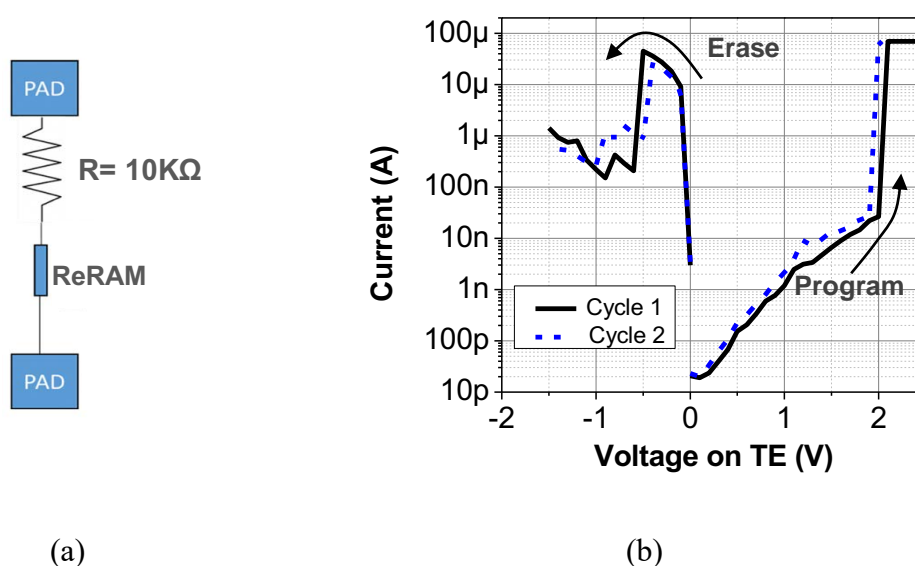 PAD
R= 10KΩ
ReRAM
PAD
(a)
Current (A)
100µ
10µ
1µ
100n
10n
1n
100p
10p
Erase
Program
Cycle 1
Cycle 2
-2 -1 0 1 2
Voltage on TE (V)
(b)